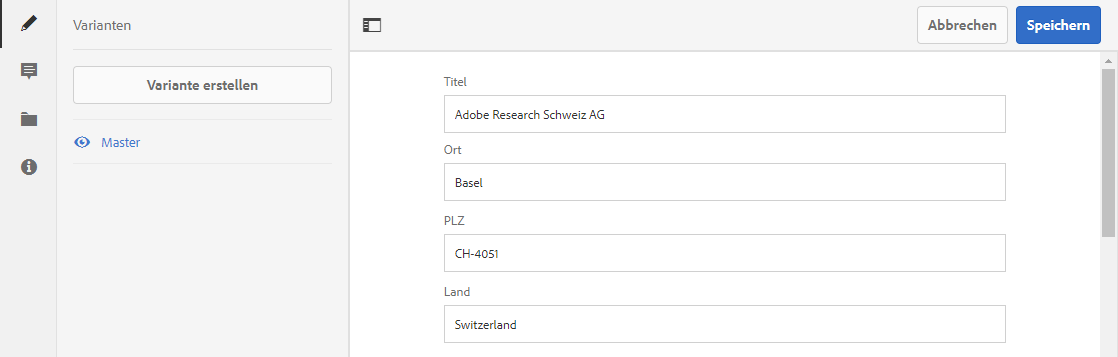 Varianten
Variante erstellen
Master
Abbrechen
Speichern
Titel
Adobe Research Schweiz AG
Ort
Basel
PLZ
CH-4051
Land
Switzerland